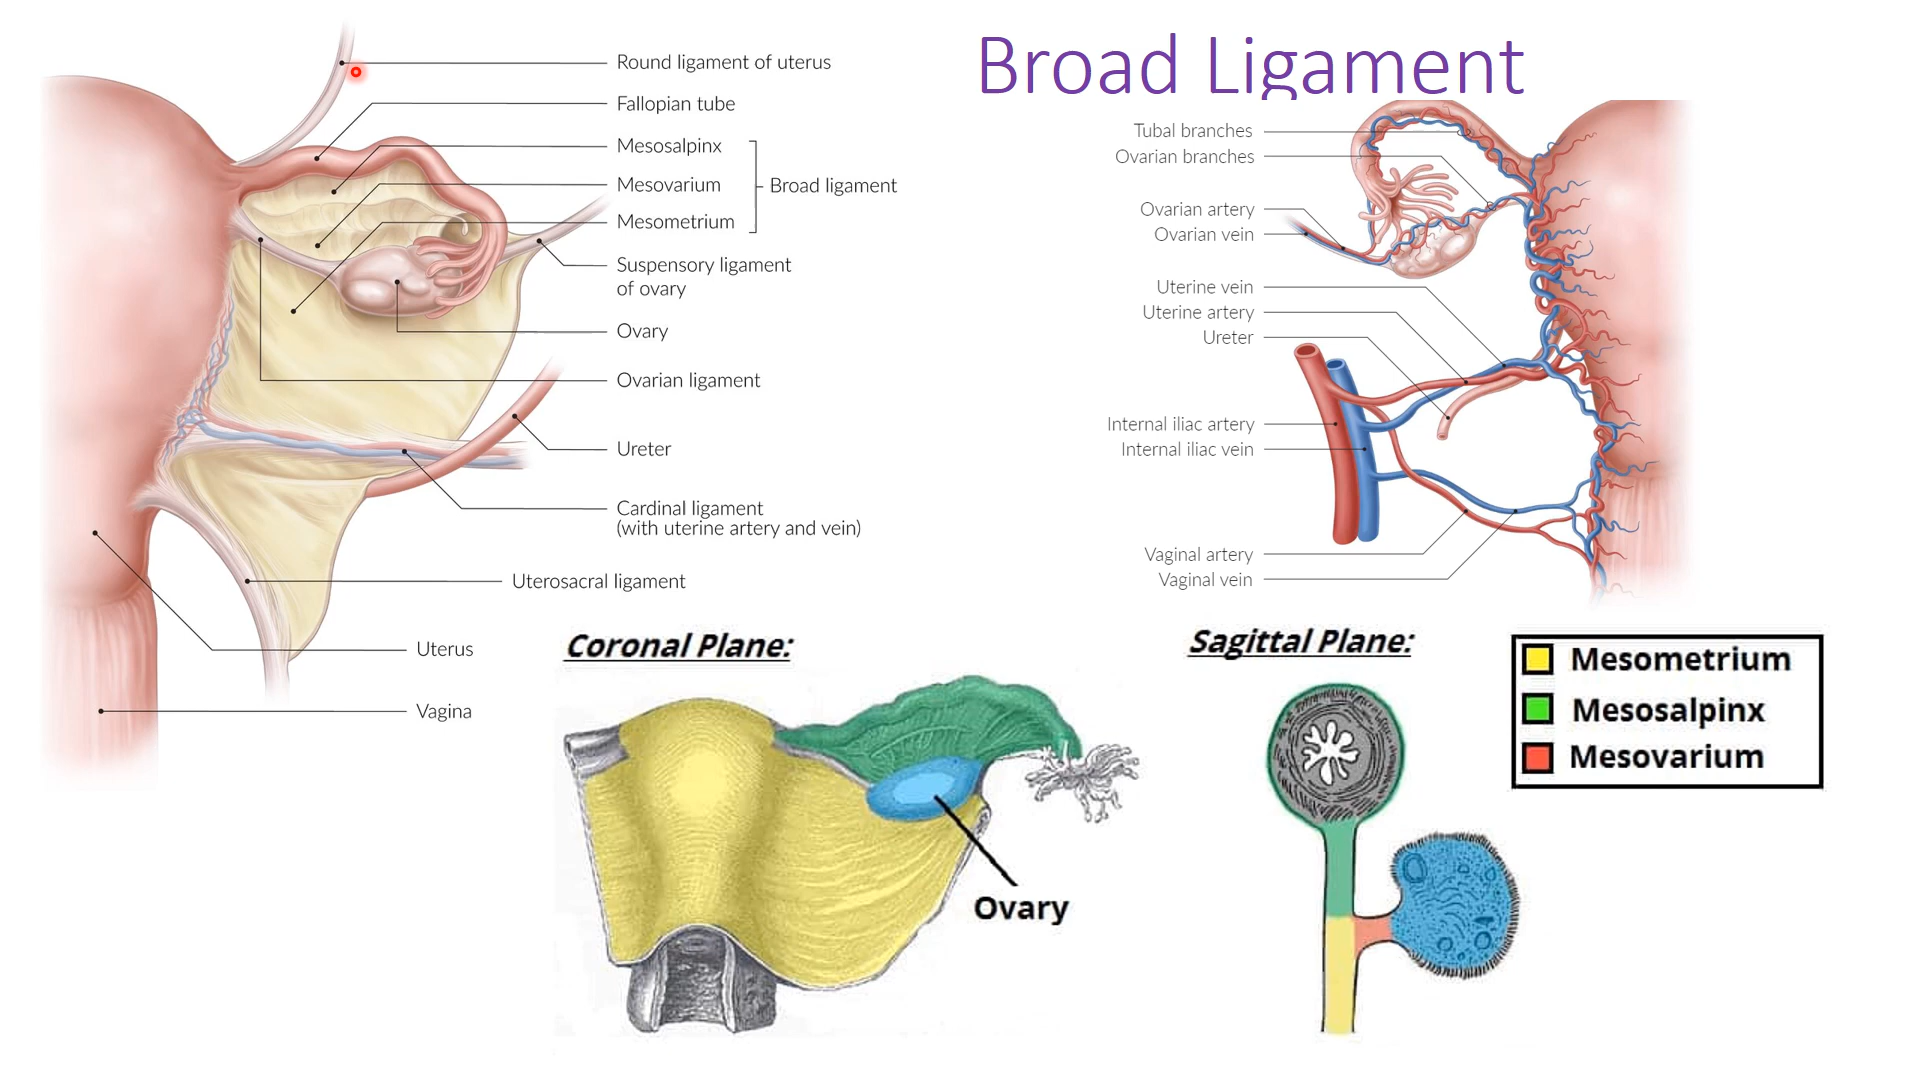 Broad Ligament
Round ligament of uterus
Fallopian tube
Mesosalpinx
Mesovarium
Broad ligament
Mesometrium
Suspensory ligament
of ovary
Ovary
Ovarian ligament
Ureter
Cardinal ligament
(with uterine artery and vein)
Uterosacral ligament
Uterus
Vagina
Tubal branches
Ovarian branches
Ovarian artery
Ovarian vein
Uterine vein
Uterine artery
Ureter
Internal iliac artery
Internal iliac vein
Vaginal artery
Vaginal vein
Coronal Plane:
Ovary
Sagittal Plane:
Mesometrium
Mesosalpinx
Mesovarium